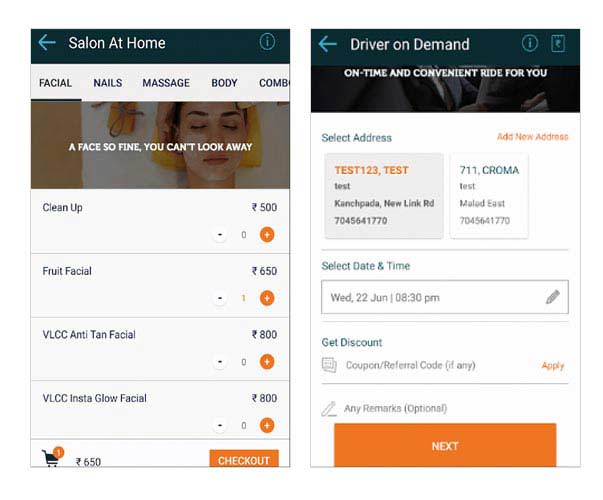 Salon At Home
FACIAL NAILS MASSAGE BODY COMB
A FACE SO FINE, YOU CAN'T LOOK AWAY
Clean Up ₹ 500
- 0 +
Fruit Facial ₹ 650
- 1 +
VLCC Anti Tan Facial ₹ 800
- 0 +
VLCC Insta Glow Facial ₹ 800
- 0 +
1
₹ 650 CHECKOUT
Driver on Demand
ON-TIME AND CONVENIENT RIDE FOR YOU
Select Address Add New Address
TEST123, TEST
test
Kanchpada, New Link Rd
7045641770
711, CROMA
test
Malad East
7045641770
Select Date & Time
Wed, 22 Jun | 08:30 pm
Get Discount
Coupon/Referral Code (if any) Apply
Any Remarks (Optional)
NEXT